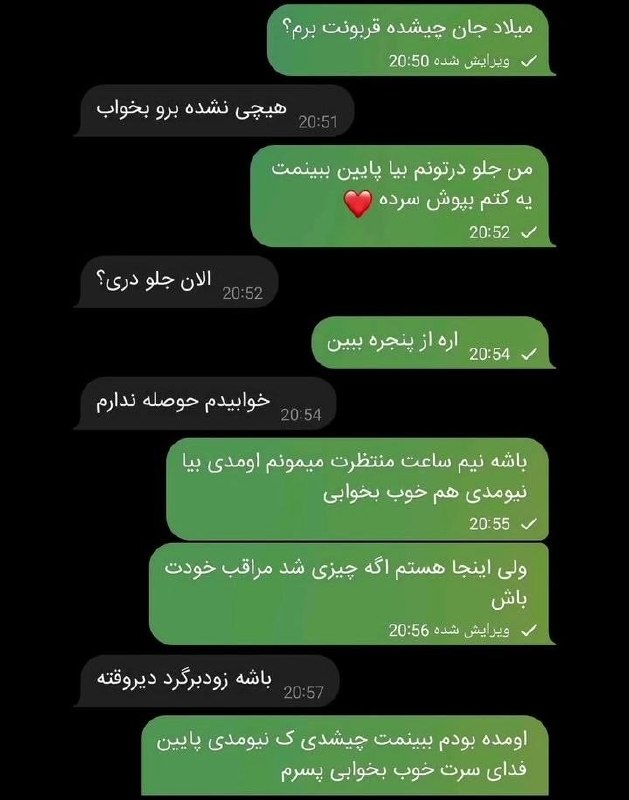 میلاد جان چیشده قربونت برم؟
ویرایش شده 20:50
هیچی نشده برو بخواب
20:51
من جلو درتونم بیا پایین ببینمت
یه کتم بپوش سرده ❤️
20:52
الان جلو دری؟
20:52
اره از پنجره ببین
20:54
خوابیدم حوصله ندارم
20:54
باشه نیم ساعت منتظرت میمونم اومدی بیا
نیومدی هم خوب بخوابی
20:55
ولی اینجا هستم اگه چیزی شد مراقب خودت
باش
ویرایش شده 20:56
باشه زودبرگرد دیروقته
20:57
اومده بودم ببینمت چیشدی ک نیومدی پایین
فدای سرت خوب بخوابی پسرم